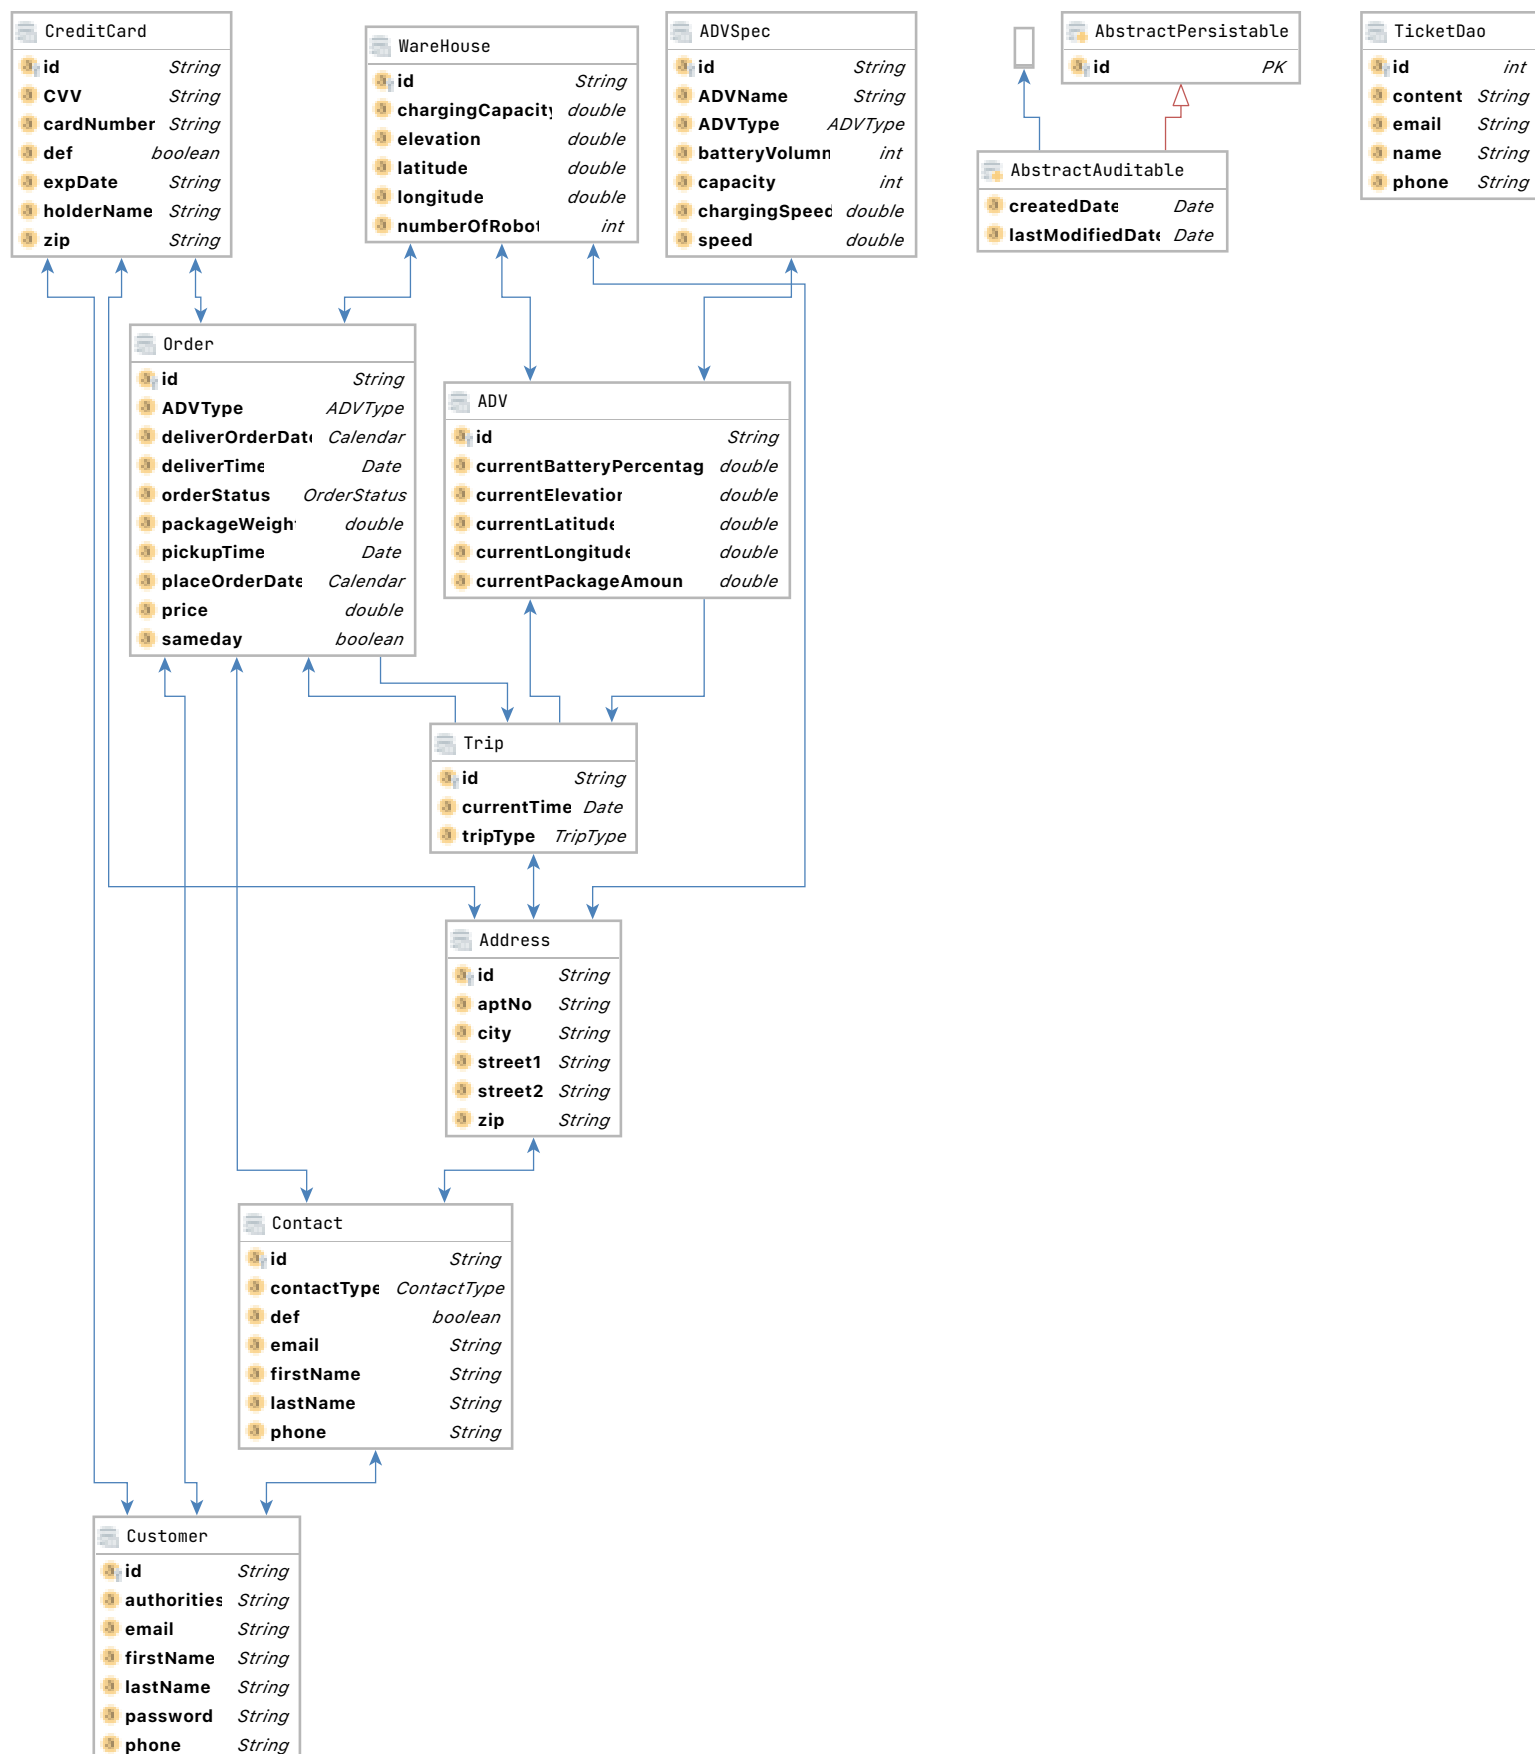 CreditCard
id String
CVV String
cardNumber String
def boolean
expDate String
holderName String
zip String
WareHouse
id String
chargingCapacity double
elevation double
latitude double
longitude double
numberOfRobot int
ADVSpec
id String
ADVName String
ADVType ADVType
batteryVolumn int
capacity int
chargingSpeed double
speed double
AbstractPersistable
id PK
AbstractAuditable
createdDate Date
lastModifiedDate Date
TicketDao
id int
content String
email String
name String
phone String
Order
id String
ADVType ADVType
deliverOrderDate Calendar
deliverTime Date
orderStatus OrderStatus
packageWeigh double
pickupTime Date
placeOrderDate Calendar
price double
sameday boolean
ADV
id String
currentBatteryPercentag double
currentElevation double
currentLatitude double
currentLongitude double
currentPackageAmoun double
Trip
id String
currentTime Date
tripType TripType
Address
id String
aptNo String
city String
street1 String
street2 String
zip String
Contact
id String
contactType ContactType
def boolean
email String
firstName String
lastName String
phone String
Customer
id String
authorities String
email String
firstName String
lastName String
password String
phone String